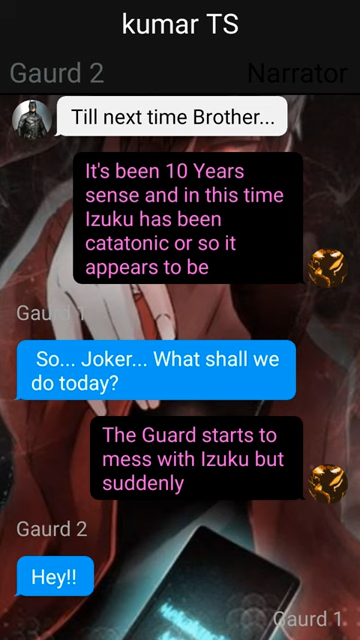 kumar TS
Gaurd 2
Narrator
Till next time Brother...
It's been 10 Years
sense and in this time
Izuku has been
catatonic or so it
appears to be
Gaurd 1
So... Joker... What shall we
do today?
The Guard starts to
mess with Izuku but
suddenly
Gaurd 2
Hey!!
Gaurd 1